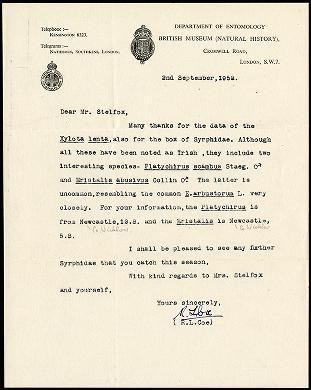 Telephone :-
KENSINGTON 6323.
Telegrams :-
NATHISMUS, SOUTHKENS, LONDON.
DEPARTMENT OF ENTOMOLOGY
BRITISH MUSEUM (NATURAL HISTORY),
CROMWELL ROAD,
LONDON, S.W.7.
2nd September, 1952.
Dear Mr. Stelfox,
Many thanks for the data of the
Xylota lenta, also for the box of Syrphidae. Although
all these have been noted as Irish, they include two
interesting species- Platychirus scambus Staeg. ♂
and Eristalis abusivus Collin ♂. The latter is
uncommon, resembling the common E.arbustorum L. very
closely. For your information, the Platychirus is
from Newcastle, 13.8. and the Eristalis is Newcastle,
Co Wicklow Co Wicklow
5.8.
I shall be pleased to see any further
Syrphidae that you catch this season.
With kind regards to Mrs. Stelfox
and yourself,
Yours sincerely,
R. L. Coe
( R.L.Coe)